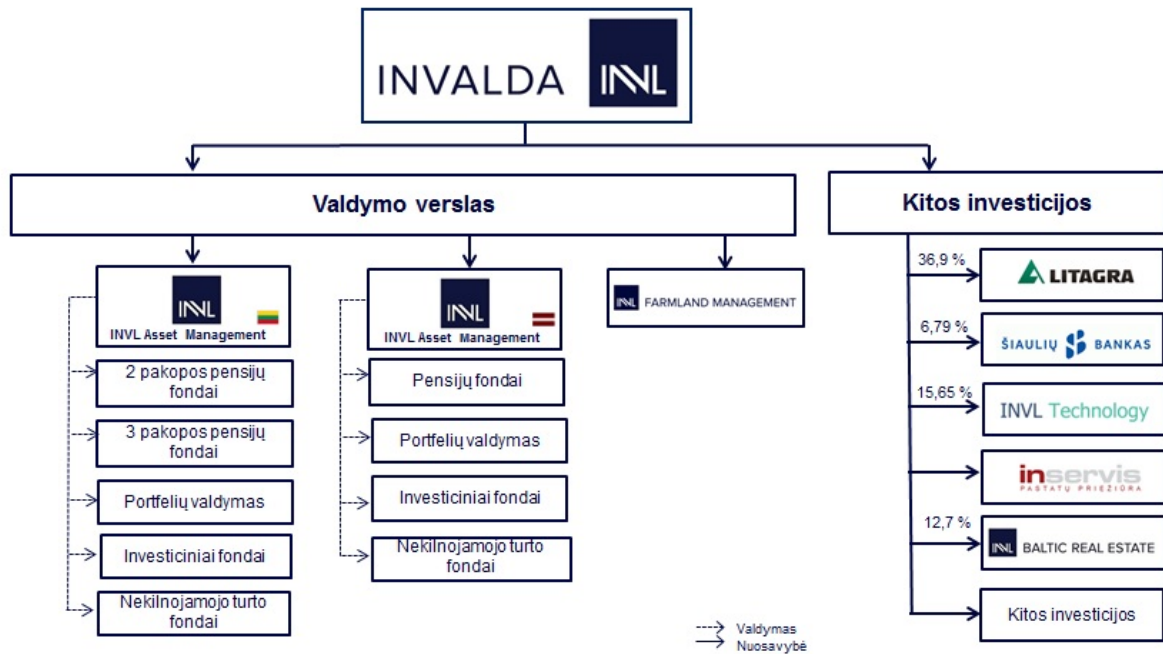 INVALDA INVL
Valdymo verslas
Kitos investicijos
INVL
INVL Asset Management
2 pakopos pensijų
fondai
3 pakopos pensijų
fondai
Portfelių valdymas
Investiciniai fondai
Nekilnojamojo turto
fondai
INVL
INVL Asset Management
Pensijų fondai
Portfelių valdymas
Investiciniai fondai
Nekilnojamojo turto
fondai
INVL FARMLAND MANAGEMENT
36,9 %
LITAGRA
6,79 %
ŠIAULIŲ BANKAS
15,65 %
INVL Technology
inservis
PASTATŲ PRIEŽIŪRA
12,7 %
INVL BALTIC REAL ESTATE
Kitos investicijos
Valdymas
Nuosavybė